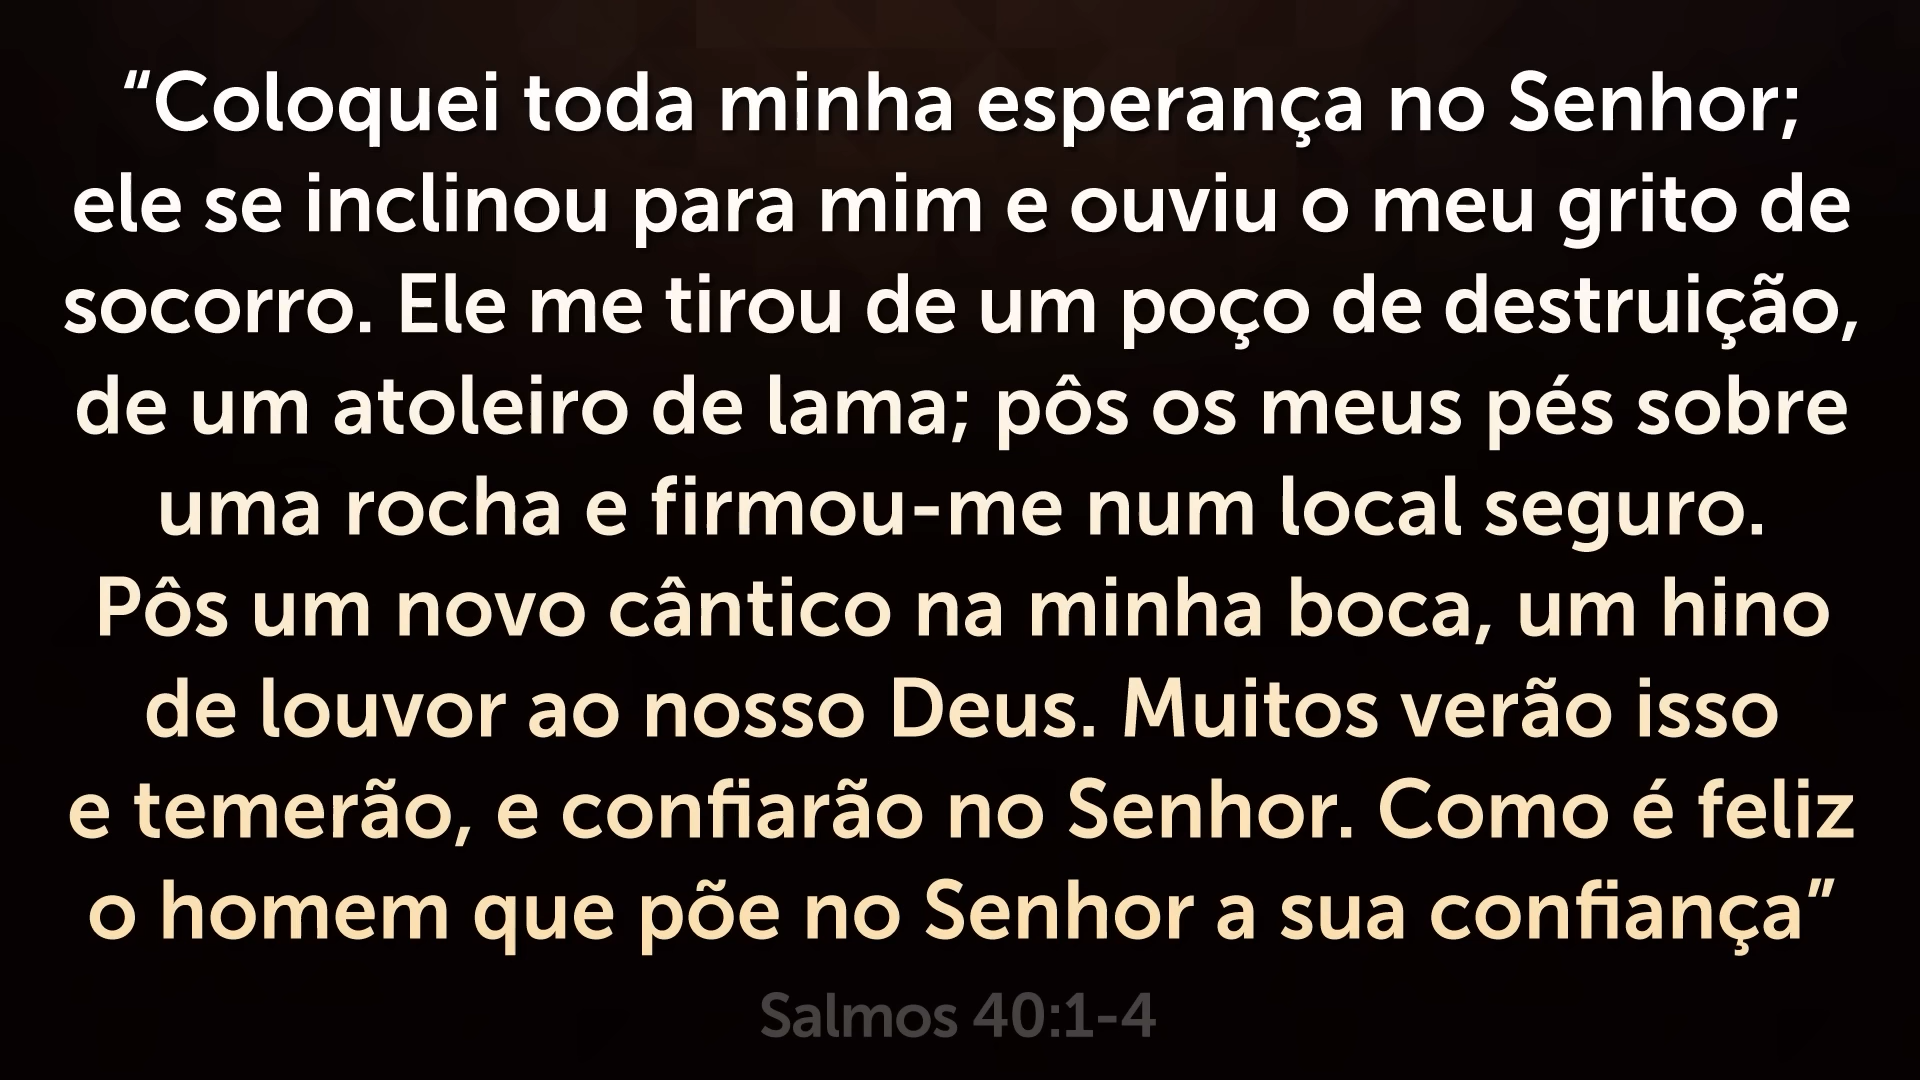 “Coloquei toda minha esperança no Senhor;
ele se inclinou para mim e ouviu o meu grito de
socorro. Ele me tirou de um poço de destruição,
de um atoleiro de lama; pôs os meus pés sobre
uma rocha e firmou-me num local seguro.
Pôs um novo cântico na minha boca, um hino
de louvor ao nosso Deus. Muitos verão isso
e temerão, e confiarão no Senhor. Como é feliz
o homem que põe no Senhor a sua confiança”
Salmos 40:1-4